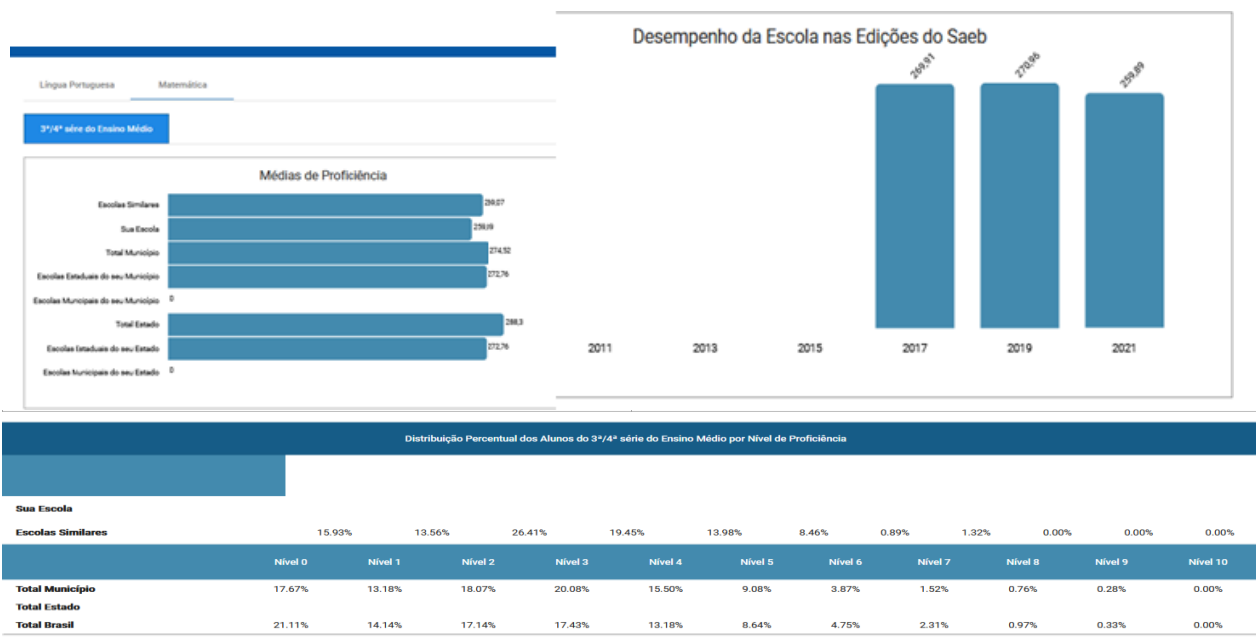 Língua Portuguesa Matemática
3ª/4ª série do Ensino Médio
Médias de Proficiência
Escolas Similares
Sua Escola
Total Município 274,52
Escolas Estaduais do seu Município 272,76
Escolas Municipais do seu Município 0
Total Estado 288,3
Escolas Estaduais do seu Estado 272,76
Escolas Municipais do seu Estado 0
Desempenho da Escola nas Edições do Saeb
269,91 270,96 259,89
2011 2013 2015 2017 2019 2021
Distribuição Percentual dos Alunos do 3ª/4ª série do Ensino Médio por Nível de Proficiência
Sua Escola
Escolas Similares 15.93% 13.56% 26.41% 19.45% 13.98% 8.46% 0.89% 1.32% 0.00% 0.00% 0.00%
Nível 0 Nível 1 Nível 2 Nível 3 Nível 4 Nível 5 Nível 6 Nível 7 Nível 8 Nível 9 Nível 10
Total Município 17.67% 13.18% 18.07% 20.08% 15.50% 9.08% 3.87% 1.52% 0.76% 0.28% 0.00%
Total Estado
Total Brasil 21.11% 14.14% 17.14% 17.43% 13.18% 8.64% 4.75% 2.31% 0.97% 0.33% 0.00%